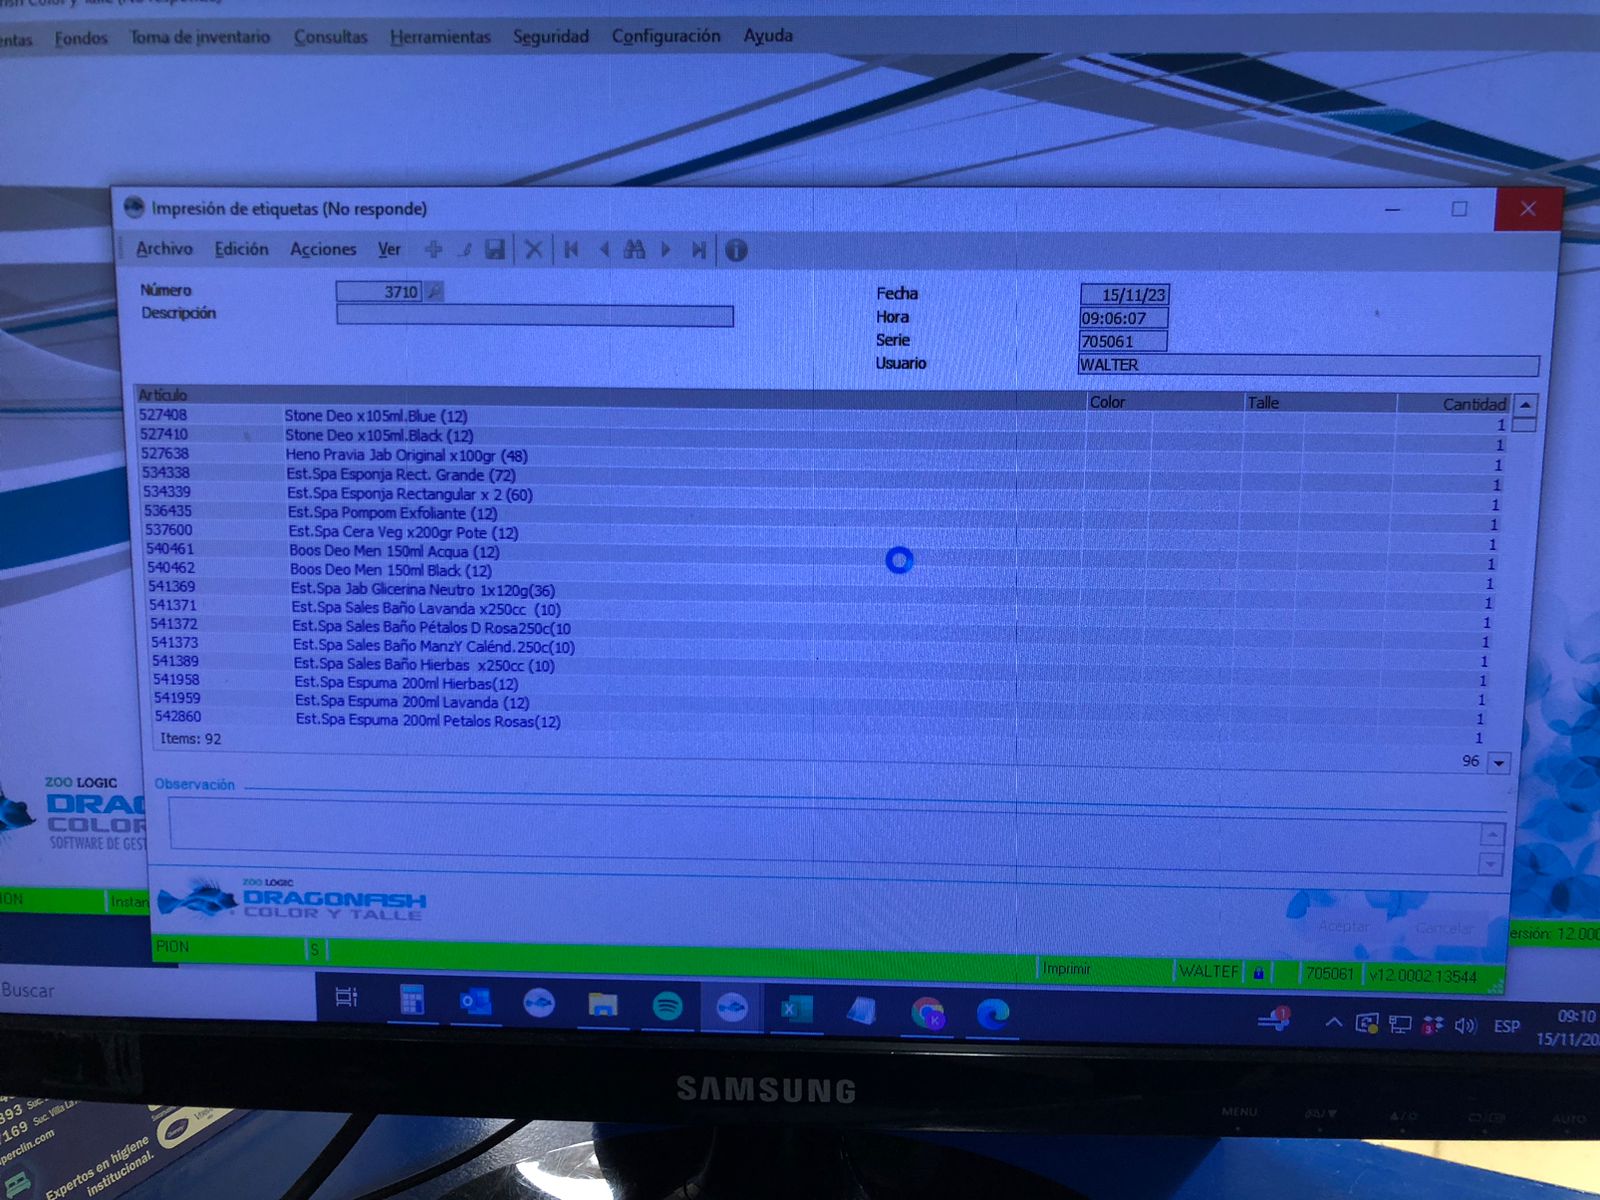 Fondos Toma de inventario Consultas Herramientas Seguridad Configuración Ayuda
Impresión de etiquetas (No responde)
Archivo Edición Acciones Ver
Número 3710
Descripción
Fecha 15/11/23
Hora 09:06:07
Serie 705061
Usuario WALTER
Artículo Color Talle Cantidad
527408 Stone Deo x105ml.Blue (12) 1
527410 Stone Deo x105ml.Black (12) 1
527638 Heno Pravia Jab Original x100gr (48) 1
534338 Est.Spa Esponja Rect. Grande (72) 1
534339 Est.Spa Esponja Rectangular x 2 (60) 1
536435 Est.Spa Pompom Exfoliante (12) 1
537600 Est.Spa Cera Veg x200gr Pote (12) 1
540461 Boos Deo Men 150ml Acqua (12) 1
540462 Boos Deo Men 150ml Black (12) 1
541369 Est.Spa Jab Glicerina Neutro 1x120g(36) 1
541371 Est.Spa Sales Baño Lavanda x250cc (10) 1
541372 Est.Spa Sales Baño Pétalos D Rosa250c(10 1
541373 Est.Spa Sales Baño ManzY Calénd.250c(10) 1
541389 Est.Spa Sales Baño Hierbas x250cc (10) 1
541958 Est.Spa Espuma 200ml Hierbas(12) 1
541959 Est.Spa Espuma 200ml Lavanda (12) 1
542860 Est.Spa Espuma 200ml Petalos Rosas(12) 1
Items: 92 96
Observación
ZOO LOGIC
DRAG
COLOR
SOFTWARE DE GEST
ZOO LOGIC
DRAGONFISH
COLOR Y TALLE
Aceptar Cancelar
ION Instan
PION S Imprimir WALTEF 705061 v12.0002.13544
ersión: 12.000
Buscar
ESP 09:10
15/11/20
SAMSUNG
MENU AUTO
393
7169
perclin.com
Expertos en higiene
institucional.